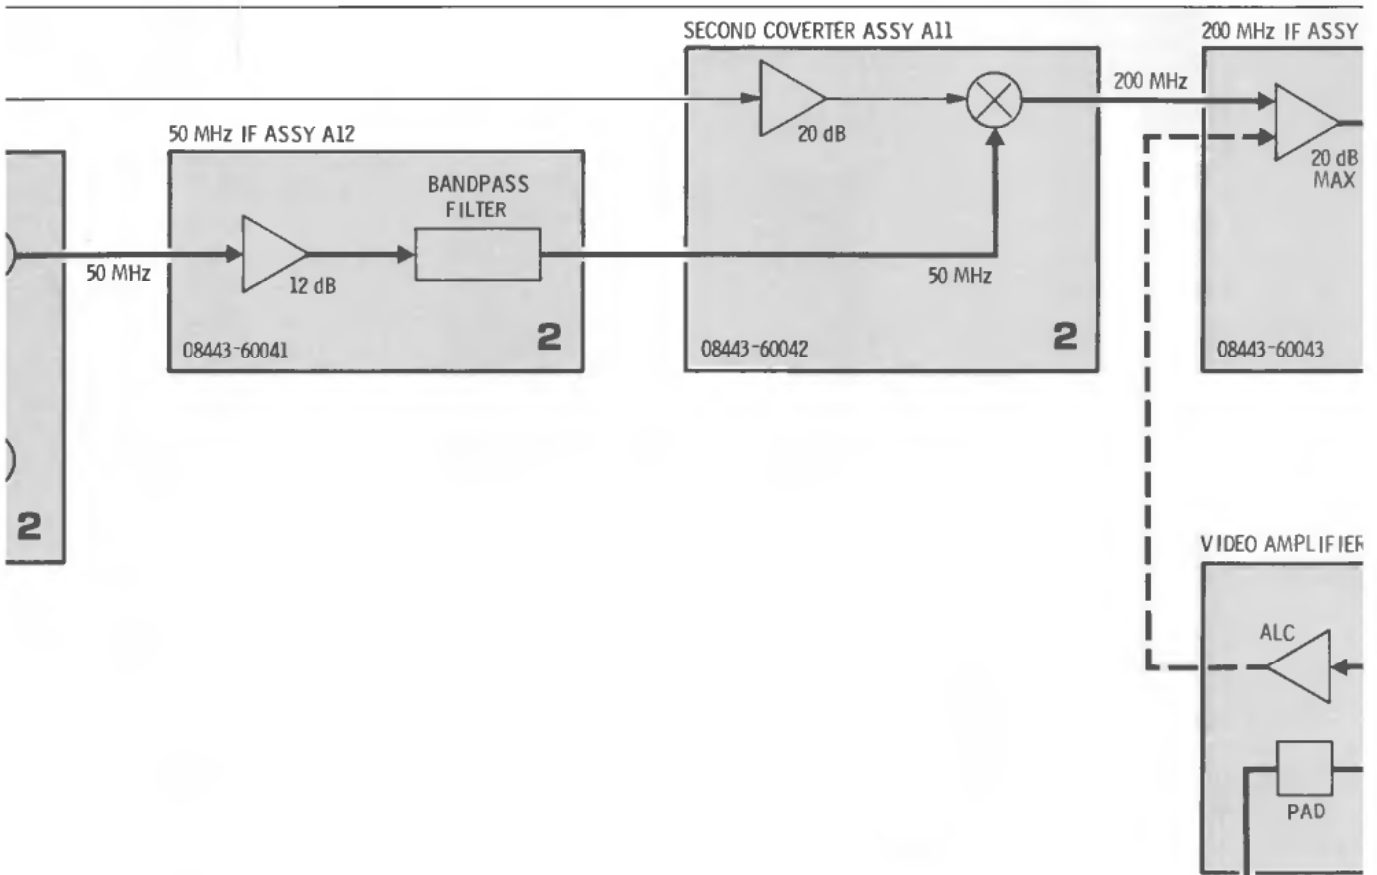 SECOND COVERTER ASSY A11
200 MHz IF ASSY
200 MHz
20 dB
20 dB
MAX
50 MHz IF ASSY A12
BANDPASS
FILTER
50 MHz
12 dB
50 MHz
08443-60041
2
08443-60042
2
08443-60043
2
VIDEO AMPLIFIER
ALC
PAD